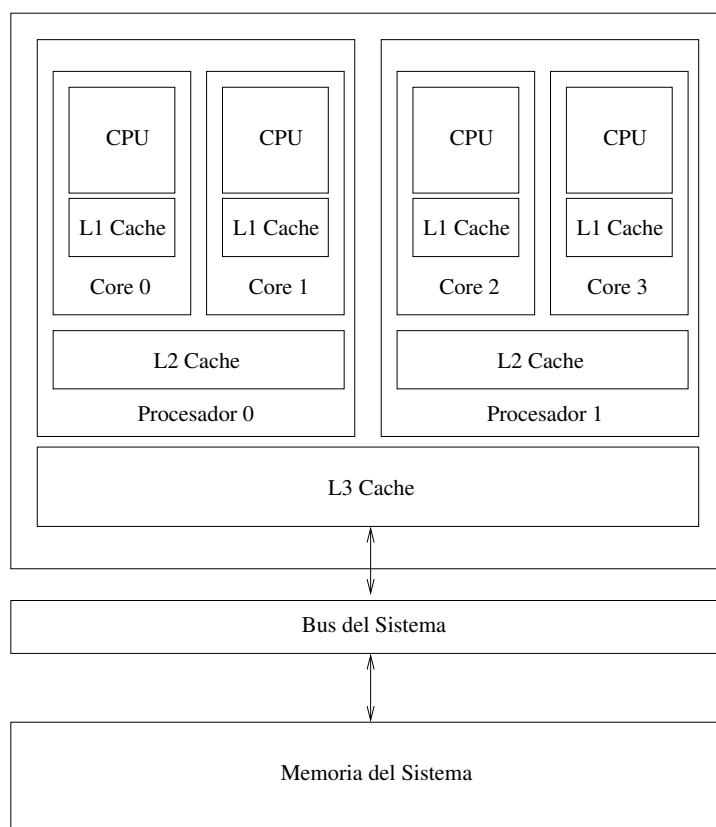 CPU
CPU
CPU
CPU
L1 Cache
L1 Cache
L1 Cache
L1 Cache
Core 0
Core 1
Core 2
Core 3
L2 Cache
L2 Cache
Procesador 0
Procesador 1
L3 Cache
Bus del Sistema
Memoria del Sistema